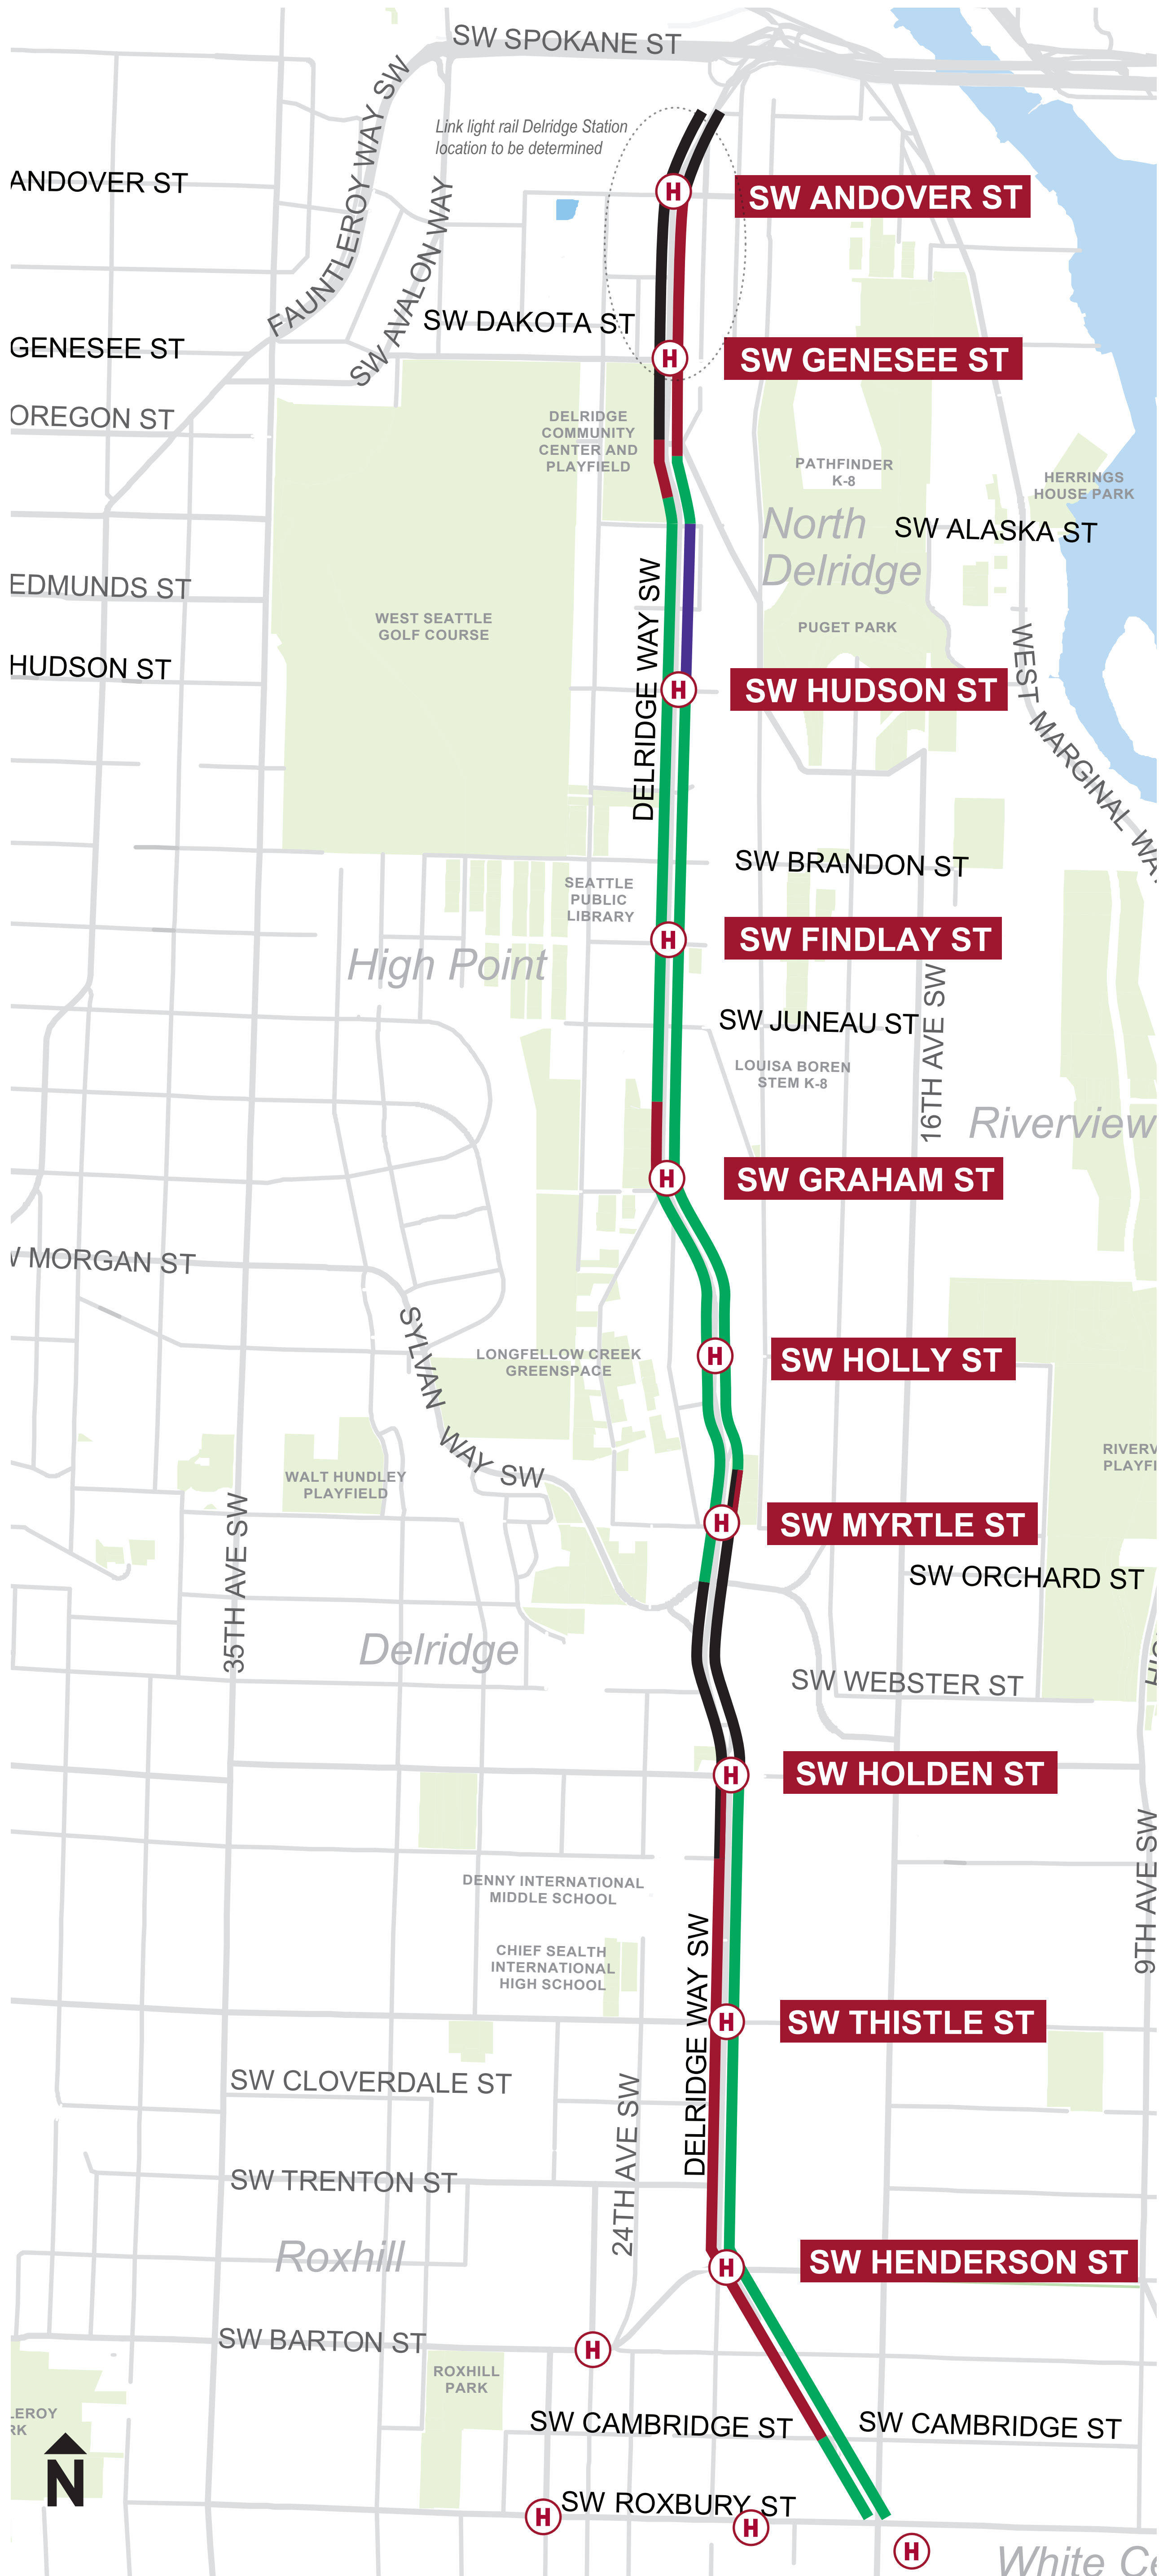 SW SPOKANE ST
FAUNTLEROY WAY SW
SW AVALON WAY
Link light rail Delridge Station
location to be determined
ANDOVER ST
H
SW ANDOVER ST
SW DAKOTA ST
GENESEE ST
H
SW GENESEE ST
OREGON ST
DELRIDGE
COMMUNITY
CENTER AND
PLAYFIELD
PATHFINDER
K-8
HERRINGS
HOUSE PARK
North
Delridge
SW ALASKA ST
EDMUNDS ST
WEST SEATTLE
GOLF COURSE
DELRIDGE WAY SW
PUGET PARK
WEST MARGINAL WAY
HUDSON ST
H
SW HUDSON ST
SW BRANDON ST
SEATTLE
PUBLIC
LIBRARY
H
SW FINDLAY ST
High Point
SW JUNEAU ST
16TH AVE SW
LOUISA BOREN
STEM K-8
Riverview
H
SW GRAHAM ST
MORGAN ST
SYLVAN WAY SW
LONGFELLOW CREEK
GREENSPACE
H
SW HOLLY ST
WALT HUNDLEY
PLAYFIELD
RIVERV
PLAYFI
35TH AVE SW
H
SW MYRTLE ST
SW ORCHARD ST
Delridge
SW WEBSTER ST
H
SW HOLDEN ST
9TH AVE SW
DENNY INTERNATIONAL
MIDDLE SCHOOL
CHIEF SEALTH
INTERNATIONAL
HIGH SCHOOL
DELRIDGE WAY SW
H
SW THISTLE ST
SW CLOVERDALE ST
24TH AVE SW
SW TRENTON ST
Roxhill
H
SW HENDERSON ST
SW BARTON ST
H
ROXHILL
PARK
LEROY
RK
SW CAMBRIDGE ST
SW CAMBRIDGE ST
N
H
SW ROXBURY ST
H
H
White Ce